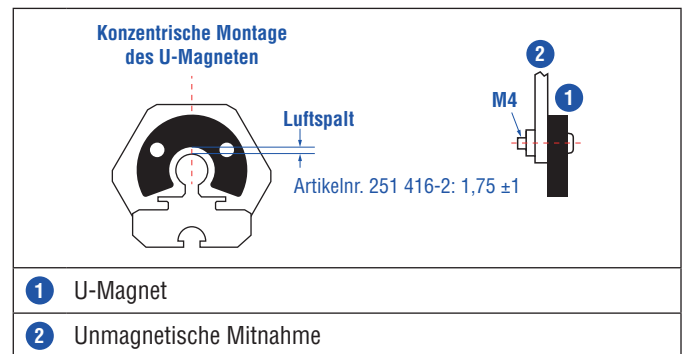 Konzentrische Montage
des U-Magneten
Luftspalt
Artikelnr. 251 416-2: 1,75 ±1
2
M4
1
1 U-Magnet
2 Unmagnetische Mitnahme